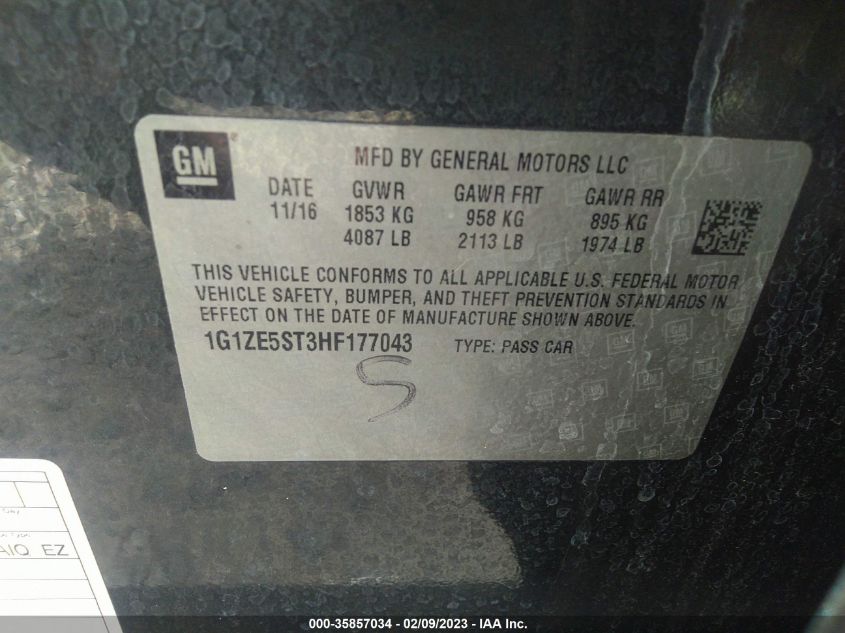 GM
MFD BY GENERAL MOTORS LLC
DATE GVWR GAWR FRT GAWR RR
11/16 1853 KG 958 KG 895 KG
4087 LB 2113 LB 1974 LB
THIS VEHICLE CONFORMS TO ALL APPLICABLE U.S. FEDERAL MOTOR
VEHICLE SAFETY, BUMPER, AND THEFT PREVENTION STANDARDS IN
EFFECT ON THE DATE OF MANUFACTURE SHOWN ABOVE.
1G1ZE5ST3HF177043 TYPE: PASS CAR
5
EZ
000-35857034 - 02/09/2023 - IAA Inc.